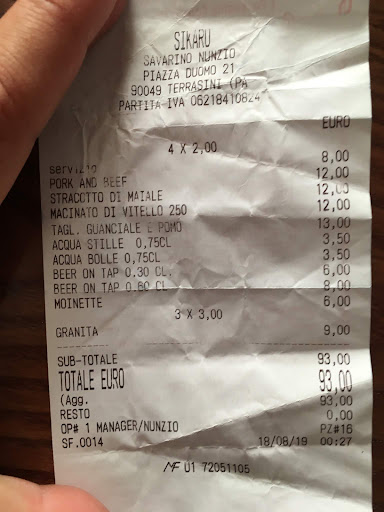 SIKARU
SAVARINO NUNZIO
PIAZZA DUOMO 21
90049 TERRASINI (PA
PARTITA IVA 06218410824
EURO
4 X 2,00
servizio 8,00
PORK AND BEEF 12,00
STRACOTTO DI MAIALE 12,00
MACINATO DI VITELLO 250 12,00
TAGL. GUANCIALE E POMO 13,00
ACQUA STILLE 0,75CL 3,50
ACQUA BOLLE 0,75CL 3,50
BEER ON TAP 0.30 CL. 6,00
BEER ON TAP 0.60 CL. 8,00
MOINETTE 6,00
3 X 3,00
GRANITA 9,00
SUB-TOTALE 93,00
TOTALE EURO 93,00
(Agg. 93,00
RESTO 0,00
OP# 1 MANAGER/NUNZIO PZ#16
SF.0014 18/08/19 00:27
MF U1 72051105